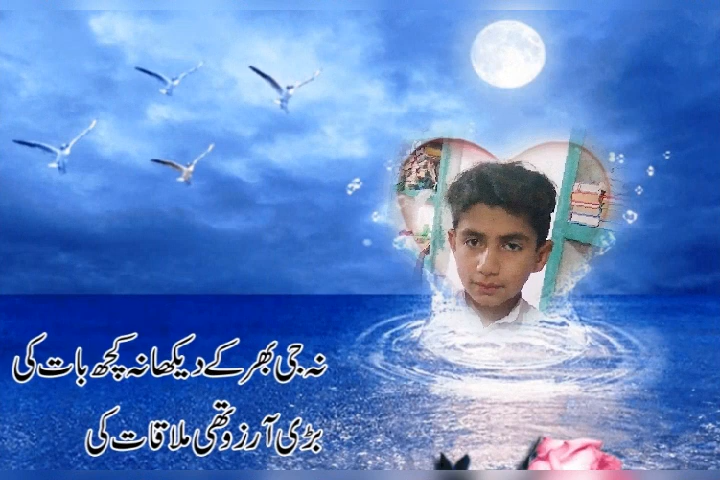 نہ جی بھر کے دیکھا نہ کچھ بات کی
بڑی آرزو تھی ملاقات کی